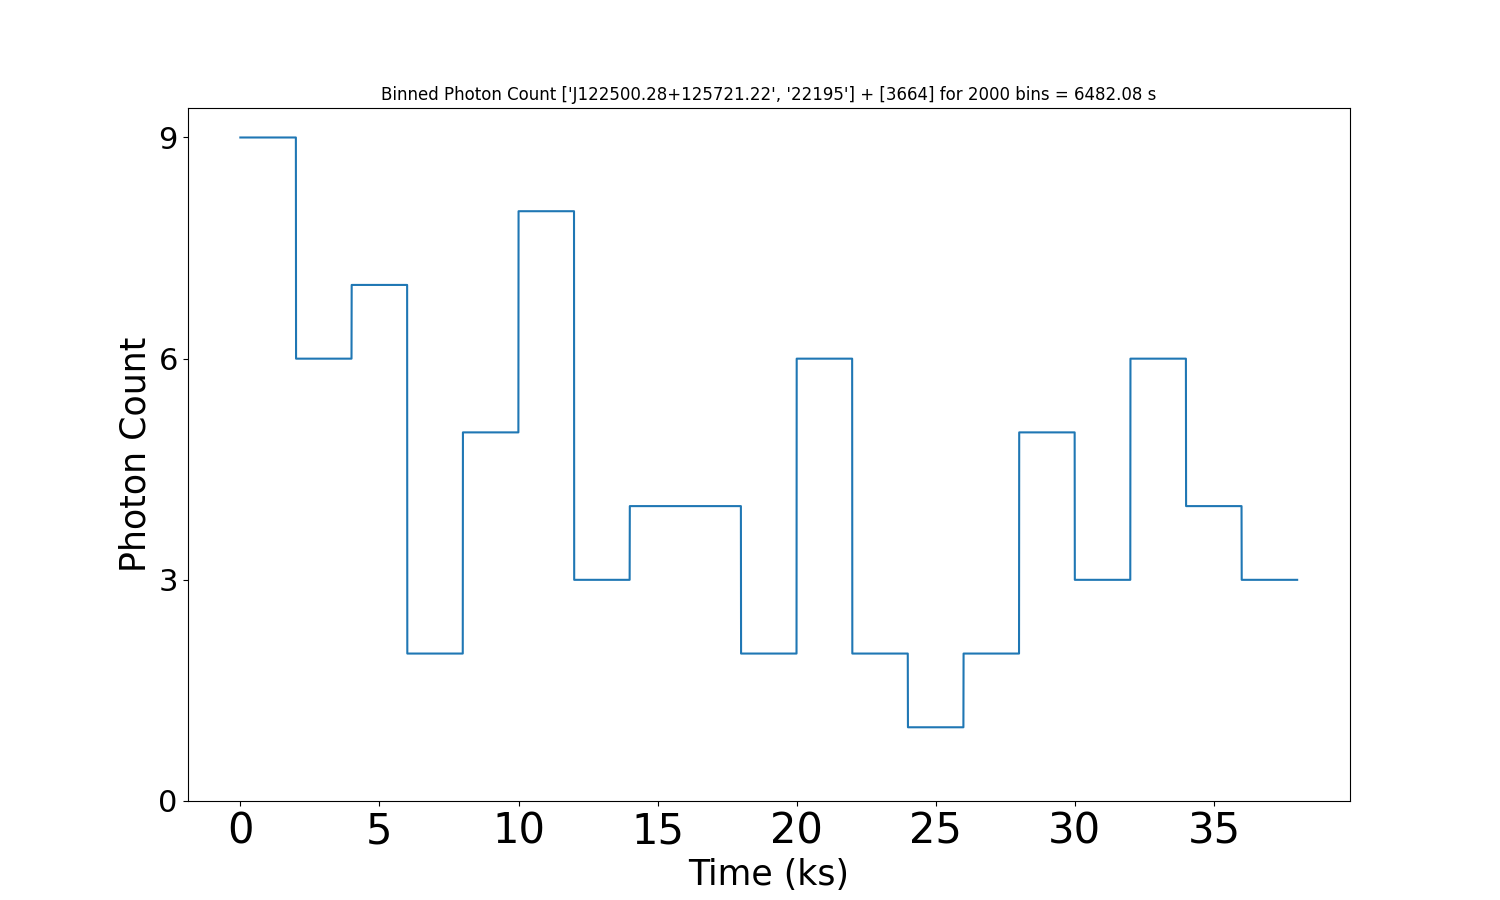 Binned Photon Count ['J122500.28+125721.22', '22195'] + [3664] for 2000 bins = 6482.08 s
9
6
3
0
Photon Count
0 5 10 15 20 25 30 35
Time (ks)